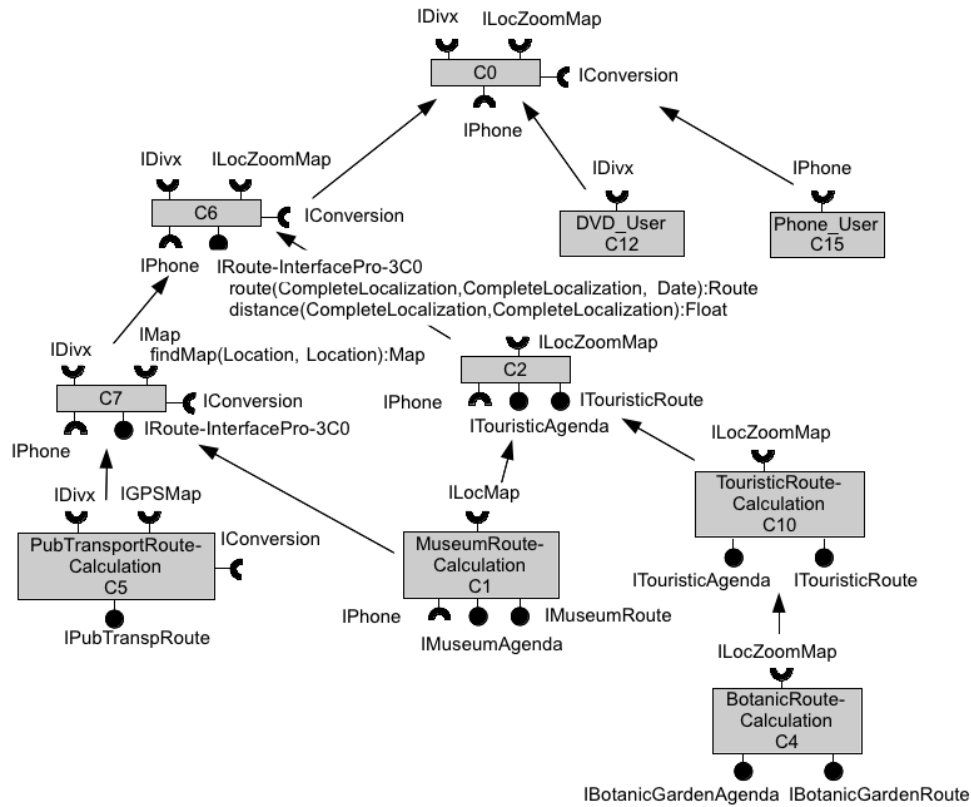 IDivx ILocZoomMap
C0
IConversion
IPhone
IDivx ILocZoomMap
C6
IConversion
IPhone
IRoute-InterfacePro-3C0
route(CompleteLocalization,CompleteLocalization, Date):Route
distance(CompleteLocalization,CompleteLocalization):Float
IDivx
DVD_User
C12
IPhone
Phone_User
C15
IDivx
IMap
findMap(Location, Location):Map
C7
IConversion
IPhone
IRoute-InterfacePro-3C0
ILocZoomMap
C2
IPhone
ITouristicAgenda
ITouristicRoute
IDivx IGPSMap
PubTransportRoute-
Calculation
C5
IConversion
IPubTranspRoute
ILocMap
MuseumRoute-
Calculation
C1
IPhone
IMuseumAgenda
IMuseumRoute
ILocZoomMap
TouristicRoute-
Calculation
C10
ITouristicAgenda ITouristicRoute
ILocZoomMap
BotanicRoute-
Calculation
C4
IBotanicGardenAgenda IBotanicGardenRoute